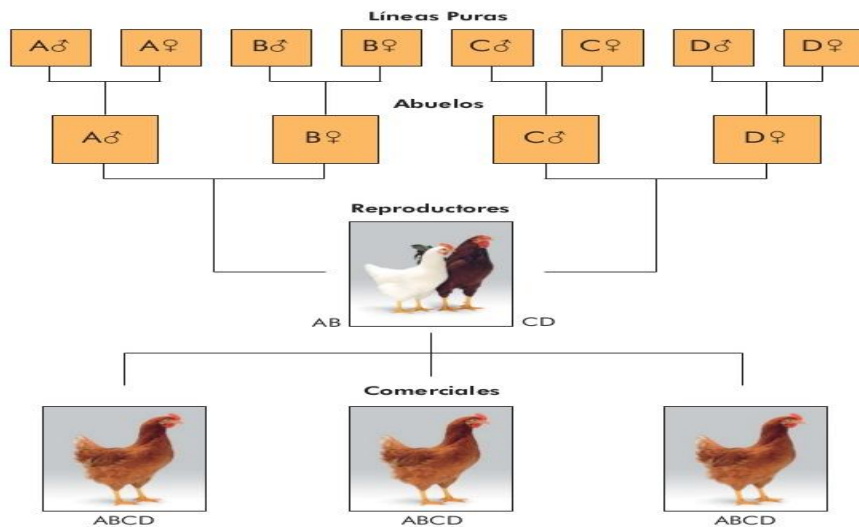 Líneas Puras
A♂ A♀ B♂ B♀ C♂ C♀ D♂ D♀
Abuelos
A♂ B♀ C♂ D♀
Reproductores
AB CD
Comerciales
ABCD ABCD ABCD